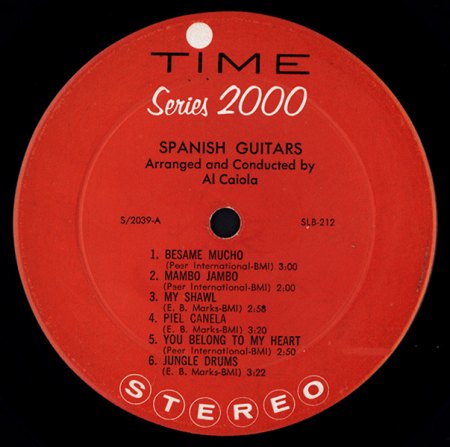 TIME
Series 2000
SPANISH GUITARS
Arranged and Conducted by
Al Caiola
S/2039-A SLB-212
1. BESAME MUCHO
(Peer International-BMI) 3:00
2. MAMBO JAMBO
(Peer International-BMI) 2:00
3. MY SHAWL
(E. B. Marks-BMI) 2:58
4. PIEL CANELA
(E. B. Marks-BMI) 3:20
5. YOU BELONG TO MY HEART
(Peer International-BMI) 2:50
6. JUNGLE DRUMS
(E. B. Marks-BMI) 3:22
STEREO